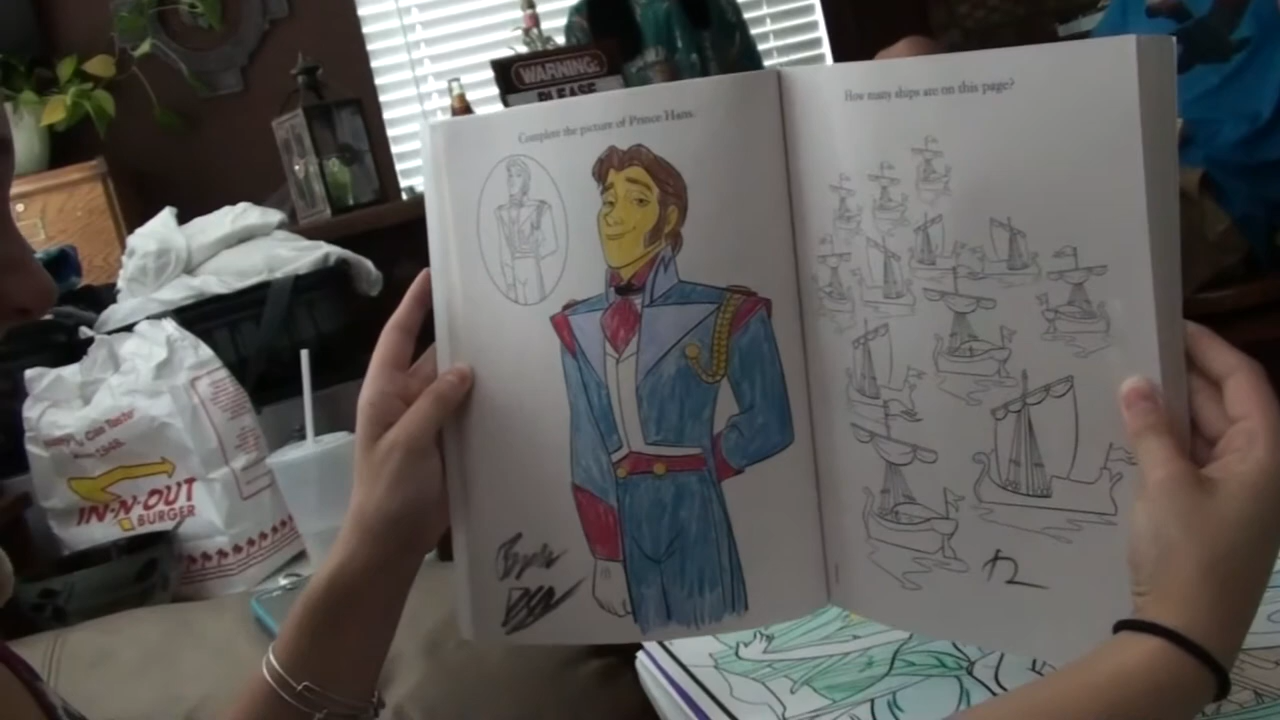 WARNING:
PLEASE
Complete the picture of Prince Hans.
How many ships are on this page?
IN-N-OUT
BURGER
12